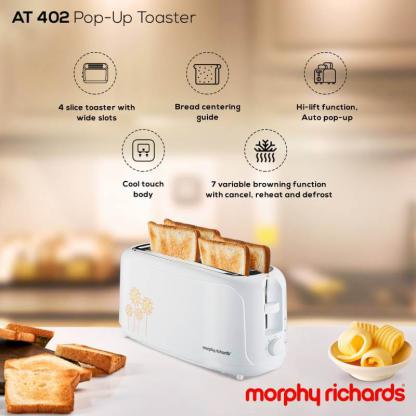 AT 402 Pop-Up Toaster
4 slice toaster with
wide slots
Bread centering
guide
Hi-lift function,
Auto pop-up
Cool touch
body
7 variable browning function
with cancel, reheat and defrost
morphy richards
morphy richards